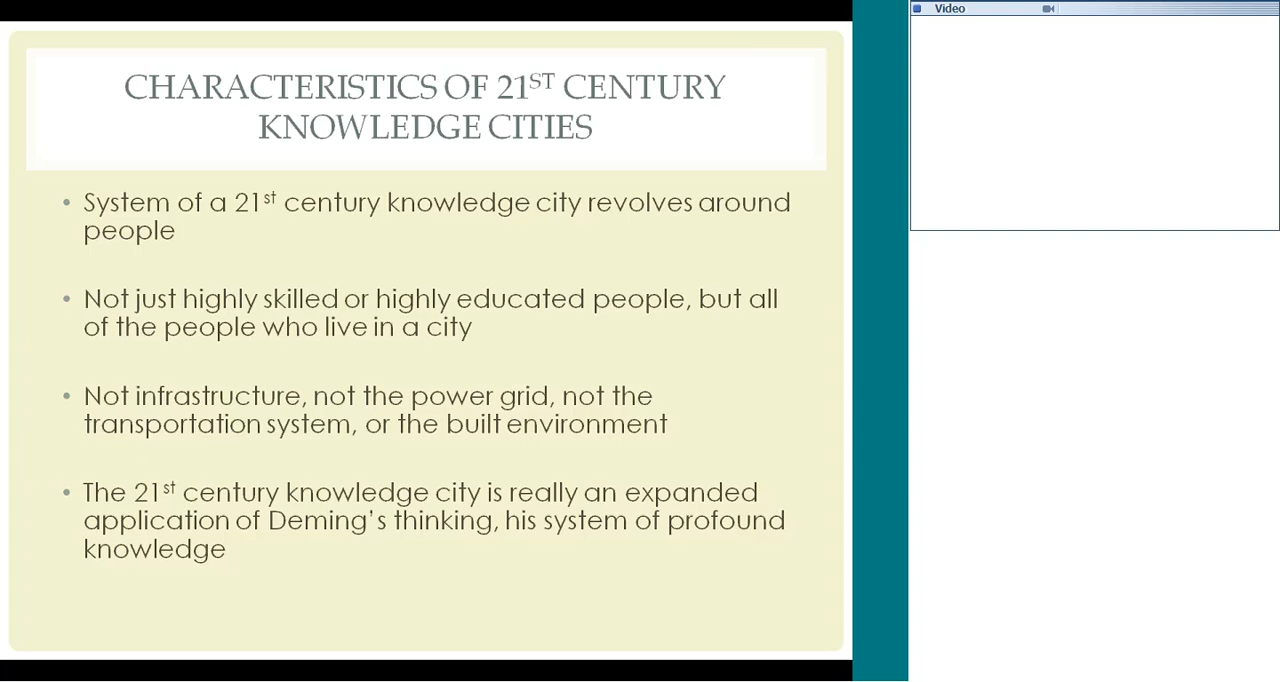 Video
CHARACTERISTICS OF 21ST CENTURY
KNOWLEDGE CITIES
• System of a 21st century knowledge city revolves around
people
• Not just highly skilled or highly educated people, but all
of the people who live in a city
• Not infrastructure, not the power grid, not the
transportation system, or the built environment
• The 21st century knowledge city is really an expanded
application of Deming's thinking, his system of profound
knowledge